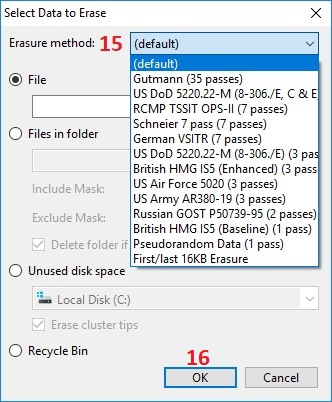 Select Data to Erase
Erasure method: 15 (default)
(default)
Gutmann (35 passes)
US DoD 5220.22-M (8-306./E, C & E)
RCMP TSSIT OPS-II (7 passes)
Schneier 7 pass (7 passes)
German VSITR (7 passes)
US DoD 5220.22-M (8-306./E) (3 pas
British HMG IS5 (Enhanced) (3 passe
US Air Force 5020 (3 passes)
US Army AR380-19 (3 passes)
Russian GOST P50739-95 (2 passes)
British HMG IS5 (Baseline) (1 pass)
Pseudorandom Data (1 pass)
First/last 16KB Erasure
File
Files in folder
Include Mask:
Exclude Mask:
Delete folder if
Unused disk space
Local Disk (C:)
Erase cluster tips
Recycle Bin
16
OK
Cancel